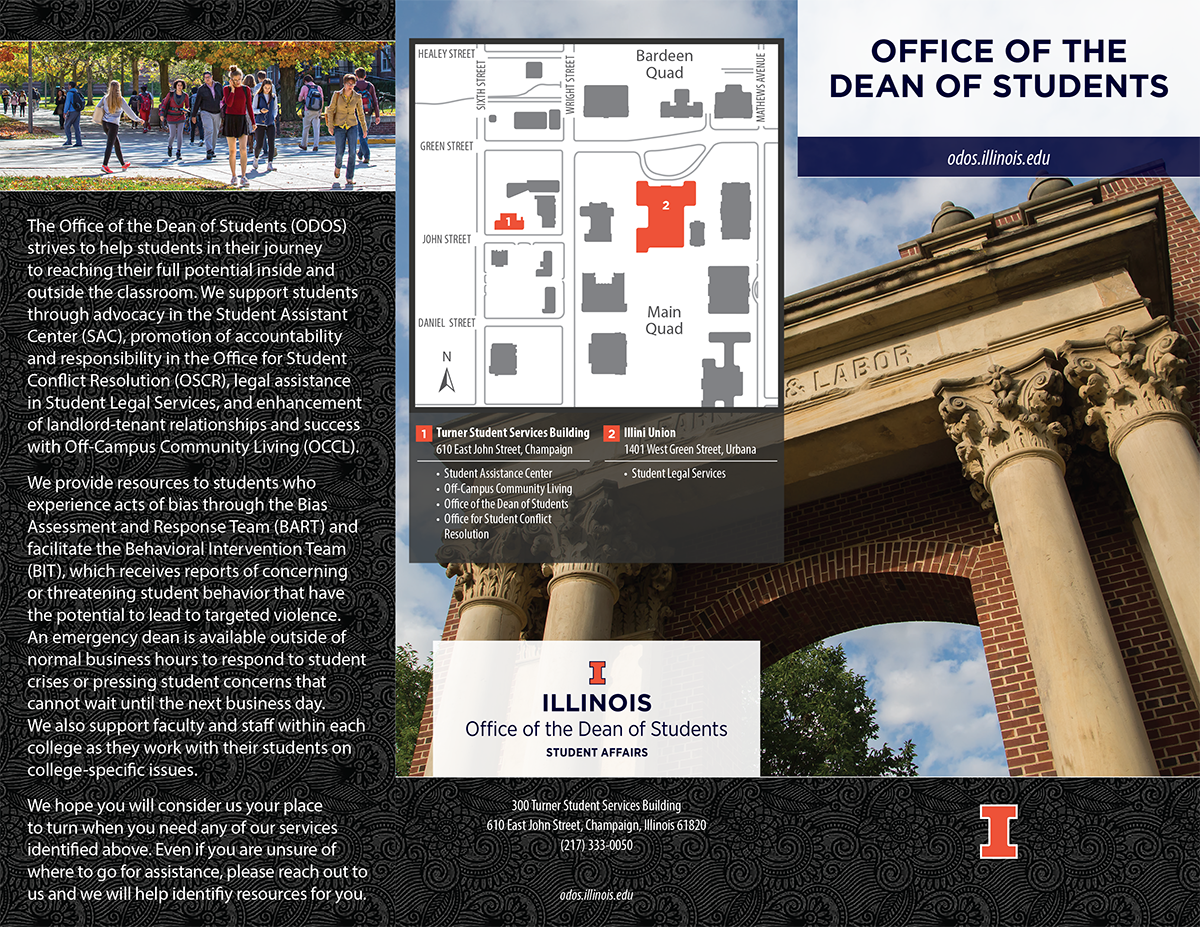 The Office of the Dean of Students (ODOS)
strives to help students in their journey
to reaching their full potential inside and
outside the classroom. We support students
through advocacy in the Student Assistant
Center (SAC), promotion of accountability
and responsibility in the Office for Student
Conflict Resolution (OSCR), legal assistance
in Student Legal Services, and enhancement
of landlord-tenant relationships and success
with Off-Campus Community Living (OCCL).
We provide resources to students who
experience acts of bias through the Bias
Assessment and Response Team (BART) and
facilitate the Behavioral Intervention Team
(BIT), which receives reports of concerning
or threatening student behavior that have
the potential to lead to targeted violence.
An emergency dean is available outside of
normal business hours to respond to student
crises or pressing student concerns that
cannot wait until the next business day.
We also support faculty and staff within each
college as they work with their students on
college-specific issues.
We hope you will consider us your place
to turn when you need any of our services
identified above. Even if you are unsure of
where to go for assistance, please reach out to
us and we will help identifiy resources for you.
HEALEY STREET
SIXTH STREET
WRIGHT STREET
Bardeen
Quad
MATHEWS AVENUE
GREEN STREET
1
2
JOHN STREET
Main
Quad
DANIEL STREET
N
1 Turner Student Services Building
610 East John Street, Champaign
• Student Assistance Center
• Off-Campus Community Living
• Office of the Dean of Students
• Office for Student Conflict
Resolution
2 Illini Union
1401 West Green Street, Urbana
• Student Legal Services
I
ILLINOIS
Office of the Dean of Students
STUDENT AFFAIRS
300 Turner Student Services Building
610 East John Street, Champaign, Illinois 61820
(217) 333-0050
odos.illinois.edu
OFFICE OF THE
DEAN OF STUDENTS
odos.illinois.edu
& LABOR
I